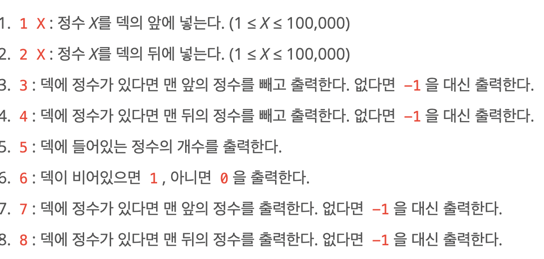 1. 1 X : 정수 X를 덱의 앞에 넣는다. (1 ≤ X ≤ 100,000)
2. 2 X : 정수 X를 덱의 뒤에 넣는다. (1 ≤ X ≤ 100,000)
3. 3 : 덱에 정수가 있다면 맨 앞의 정수를 빼고 출력한다. 없다면 -1 을 대신 출력한다.
4. 4 : 덱에 정수가 있다면 맨 뒤의 정수를 빼고 출력한다. 없다면 -1 을 대신 출력한다.
5. 5 : 덱에 들어있는 정수의 개수를 출력한다.
6. 6 : 덱이 비어있으면 1 , 아니면 0 을 출력한다.
7. 7 : 덱에 정수가 있다면 맨 앞의 정수를 출력한다. 없다면 -1 을 대신 출력한다.
8. 8 : 덱에 정수가 있다면 맨 뒤의 정수를 출력한다. 없다면 -1 을 대신 출력한다.